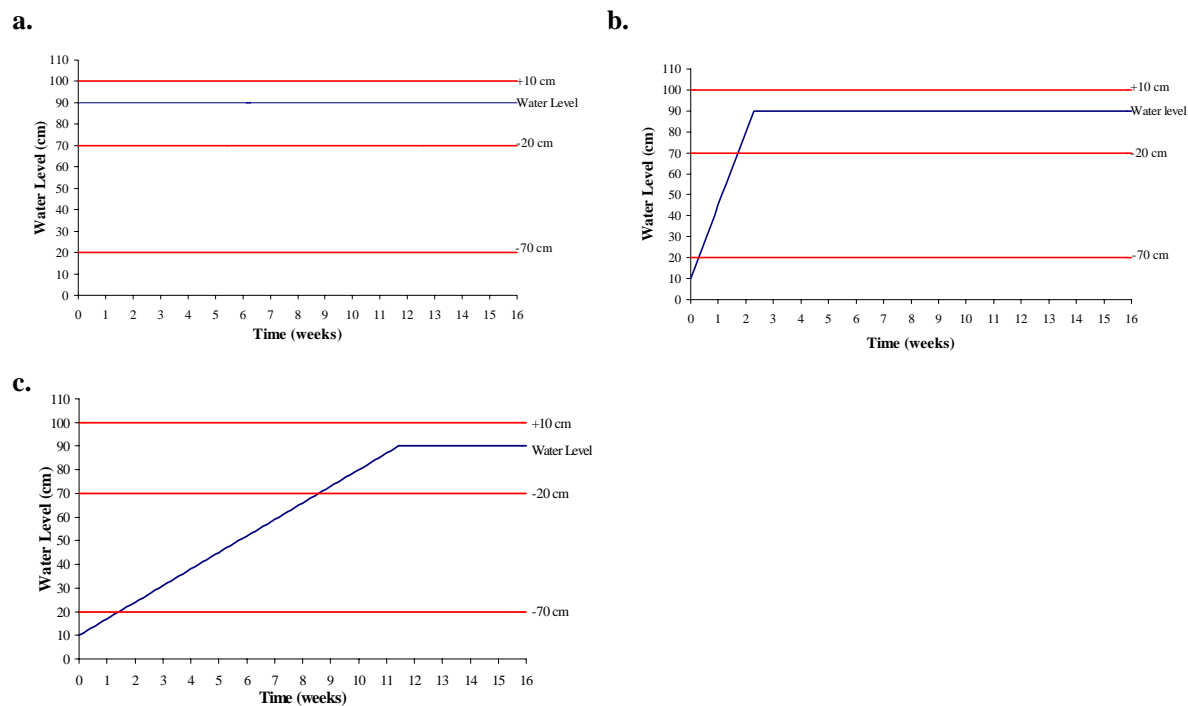 a.
110
100
90
80
70
60
50
40
30
20
10
0
Water Level (cm)
+10 cm
Water Level
-20 cm
-70 cm
0 1 2 3 4 5 6 7 8 9 10 11 12 13 14 15 16
Time (weeks)
b.
110
100
90
80
70
60
50
40
30
20
10
0
Water Level (cm)
+10 cm
Water level
-20 cm
-70 cm
0 1 2 3 4 5 6 7 8 9 10 11 12 13 14 15 16
Time (weeks)
c.
110
100
90
80
70
60
50
40
30
20
10
0
Water Level (cm)
+10 cm
Water Level
-20 cm
-70 cm
0 1 2 3 4 5 6 7 8 9 10 11 12 13 14 15 16
Time (weeks)